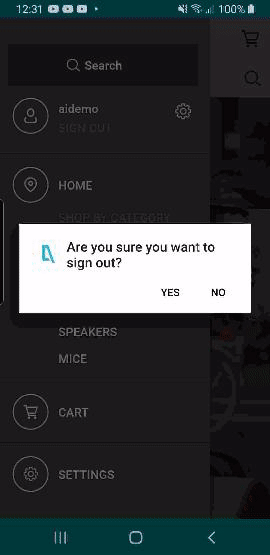 12:31
100%
Search
aidemo
SIGN OUT
HOME
SHOP BY CATEGORY
Are you sure you want to
sign out?
YES NO
SPEAKERS
MICE
CART
SETTINGS